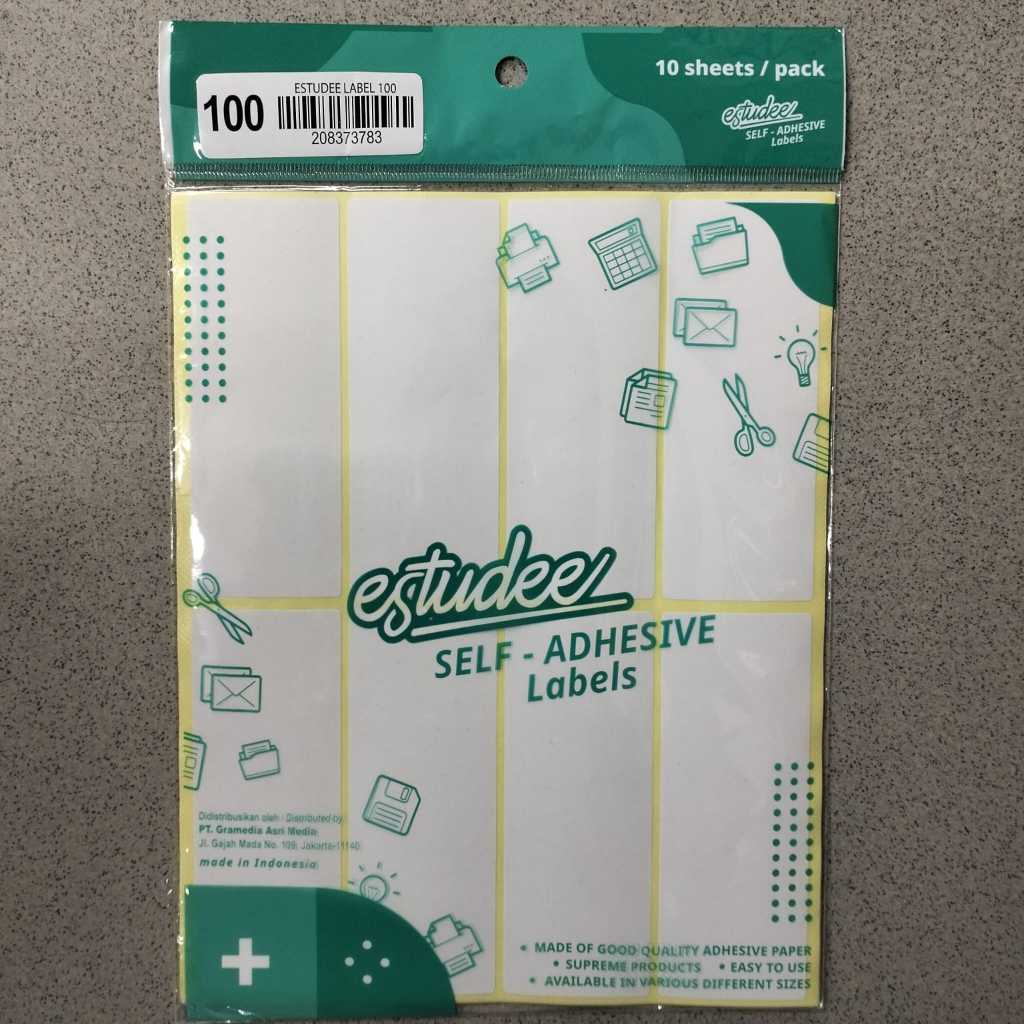 10 sheets / pack
ESTUDEE LABEL 100
100
208373783
estudee
SELF - ADHESIVE
Labels
estudee
SELF - ADHESIVE
Labels
Didistribusikan oleh / Distributed by
PT. Gramedia Asri Media
Jl. Gajah Mada No. 109, Jakarta-11140
made in Indonesia
• MADE OF GOOD QUALITY ADHESIVE PAPER
• SUPREME PRODUCTS • EASY TO USE
• AVAILABLE IN VARIOUS DIFFERENT SIZES